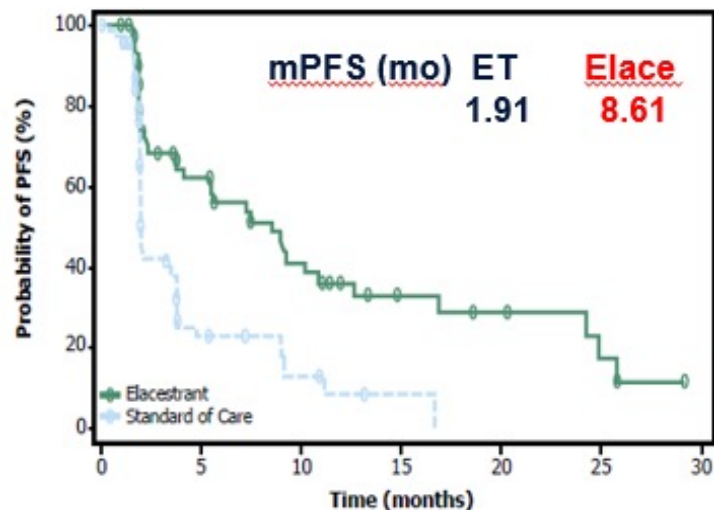 mPFS (mo) ET Elace
1.91 8.61
Probability of PFS (%)
100
80
60
40
20
0
Elacestrant
Standard of Care
0 5 10 15 20 25 30
Time (months)